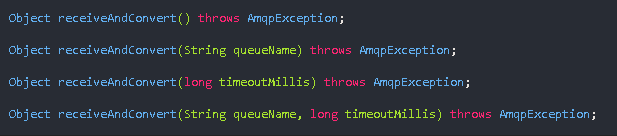 Object receiveAndConvert() throws AmqpException;
Object receiveAndConvert(String queueName) throws AmqpException;
Object receiveAndConvert(long timeoutMillis) throws AmqpException;
Object receiveAndConvert(String queueName, long timeoutMillis) throws AmqpException;